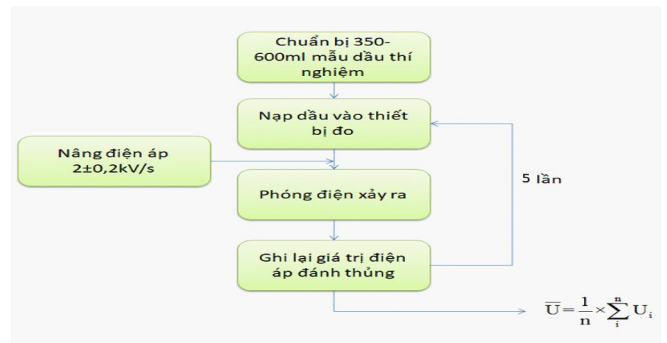 Chuẩn bị 350-
600ml mẫu dầu thí
nghiệm
Nạp dầu vào thiết
bị đo
Nâng điện áp
2±0,2kV/s
5 lần
Phóng điện xảy ra
Ghi lại giá trị điện
áp đánh thủng
U̅=1/n×∑ⁿᵢUᵢ